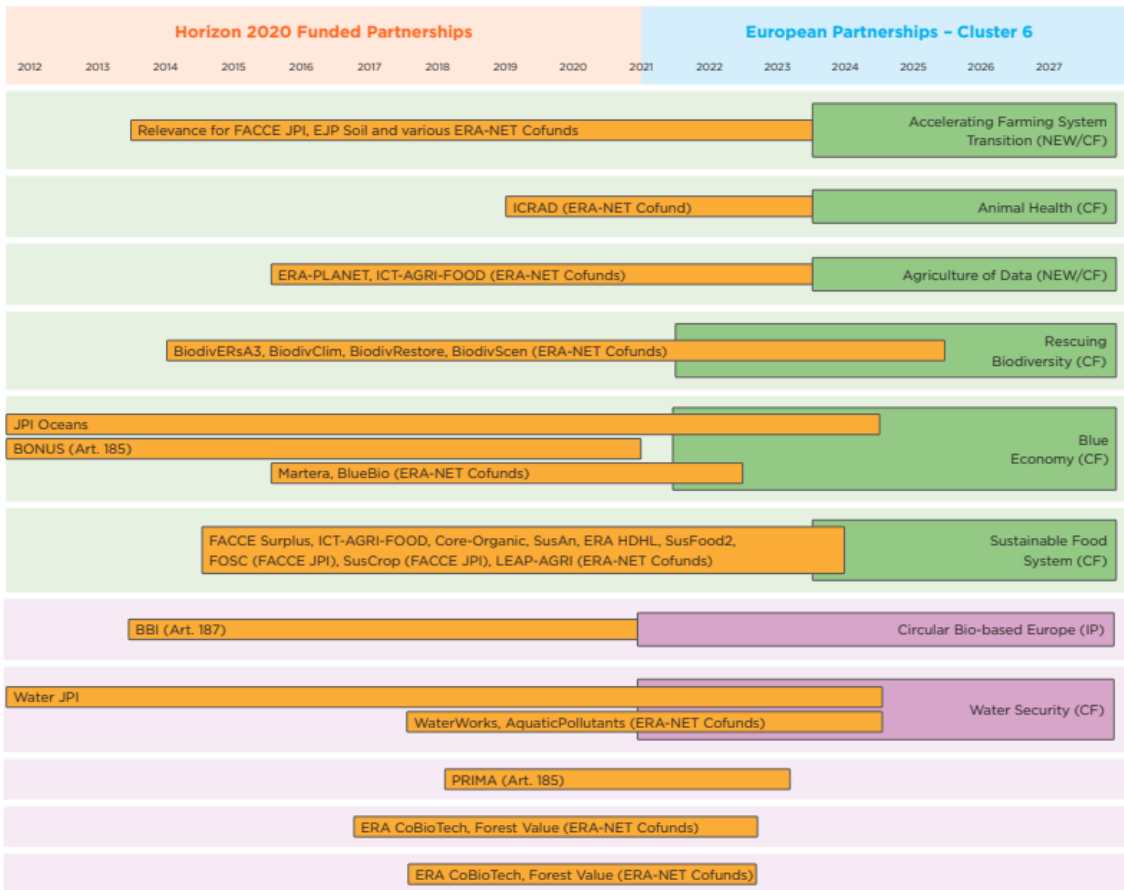 Horizon 2020 Funded Partnerships
European Partnerships – Cluster 6
2012 2013 2014 2015 2016 2017 2018 2019 2020 2021 2022 2023 2024 2025 2026 2027
Relevance for FACCE JPI, EJP Soil and various ERA-NET Cofunds
Accelerating Farming System
Transition (NEW/CF)
ICRAD (ERA-NET Cofund)
Animal Health (CF)
ERA-PLANET, ICT-AGRI-FOOD (ERA-NET Cofunds)
Agriculture of Data (NEW/CF)
BiodivERsA3, BiodivClim, BiodivRestore, BiodivScen (ERA-NET Cofunds)
Rescuing
Biodiversity (CF)
JPI Oceans
BONUS (Art. 185)
Martera, BlueBio (ERA-NET Cofunds)
Blue
Economy (CF)
FACCE Surplus, ICT-AGRI-FOOD, Core-Organic, SusAn, ERA HDHL, SusFood2,
FOSC (FACCE JPI), SusCrop (FACCE JPI), LEAP-AGRI (ERA-NET Cofunds)
Sustainable Food
System (CF)
BBI (Art. 187)
Circular Bio-based Europe (IP)
Water JPI
WaterWorks, AquaticPollutants (ERA-NET Cofunds)
Water Security (CF)
PRIMA (Art. 185)
ERA CoBioTech, Forest Value (ERA-NET Cofunds)
ERA CoBioTech, Forest Value (ERA-NET Cofunds)